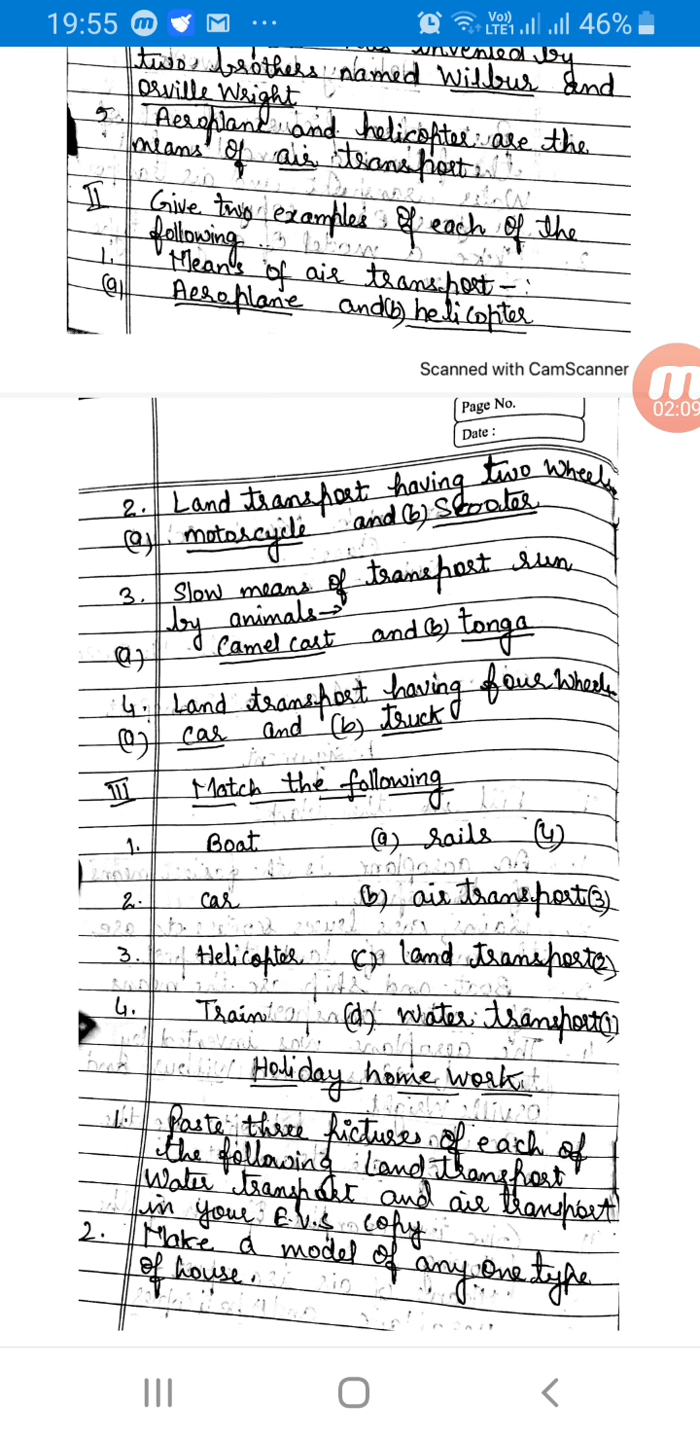 19:55 m M ... Vo) LTE1 46%
invented by
two brothers named Wilbur and
Orville Wright
5. Aeroplane and helicopter are the
means of air transport.
II Give two examples of each of the
following
1. Means of air transport - :
(a) Aeroplane and (b) helicopter
Scanned with CamScanner
m
02:09
Page No.
Date :
2. Land transport having two wheels
(a) motorcycle and (b) Scooter
3. Slow means of transport run
by animals→
(a) Camel cart and (b) tonga
4. Land transport having four wheels
(a) car and (b) truck
III Match the following
1. Boat (a) rails (4)
2. car (b) air transport (3)
3. Helicopter (c) land transport (2)
4. Train (d) Water transport (1)
Holiday home work
1. Paste three pictures of each of
the following Land transport
Water transport and air transport
in your E.V.S copy
2. Make a model of any one type
of house.